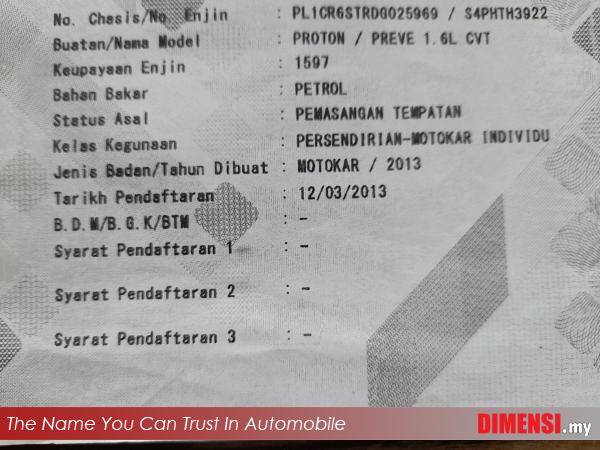 No. Chasis/No. Enjin : PL1CR6STRDG025969 / S4PHTH3922
Buatan/Nama Model : PROTON / PREVE 1.6L CVT
Keupayaan Enjin : 1597
Bahan Bakar : PETROL
Status Asal : PEMASANGAN TEMPATAN
Kelas Kegunaan : PERSENDIRIAN-MOTOKAR INDIVIDU
Jenis Badan/Tahun Dibuat : MOTOKAR / 2013
Tarikh Pendaftaran : 12/03/2013
B.D.M/B.G.K/BTM : -
Syarat Pendaftaran 1 : -
Syarat Pendaftaran 2 : -
Syarat Pendaftaran 3 : -
The Name You Can Trust In Automobile DIMENSI.my